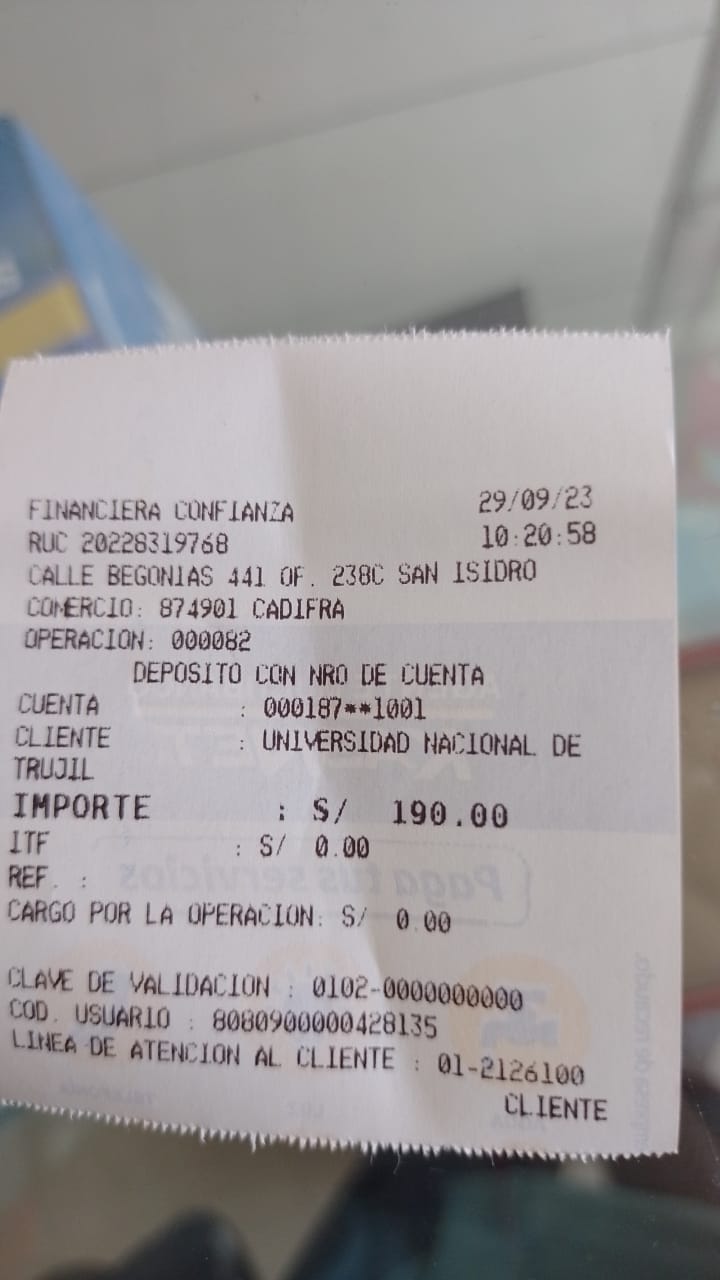 FINANCIERA CONFIANZA 29/09/23
RUC 20228319768 10:20:58
CALLE BEGONIAS 441 OF. 238C SAN ISIDRO
COMERCIO: 874901 CADIFRA
OPERACION: 000082
DEPOSITO CON NRO DE CUENTA
CUENTA : 000187**1001
CLIENTE : UNIVERSIDAD NACIONAL DE
TRUJIL
IMPORTE : S/ 190.00
ITF : S/ 0.00
REF. :
CARGO POR LA OPERACION: S/ 0.00
CLAVE DE VALIDACION : 0102-0000000000
COD. USUARIO : 8080900000428135
LINEA DE ATENCION AL CLIENTE : 01-2126100
CLIENTE
Paga tus servicios